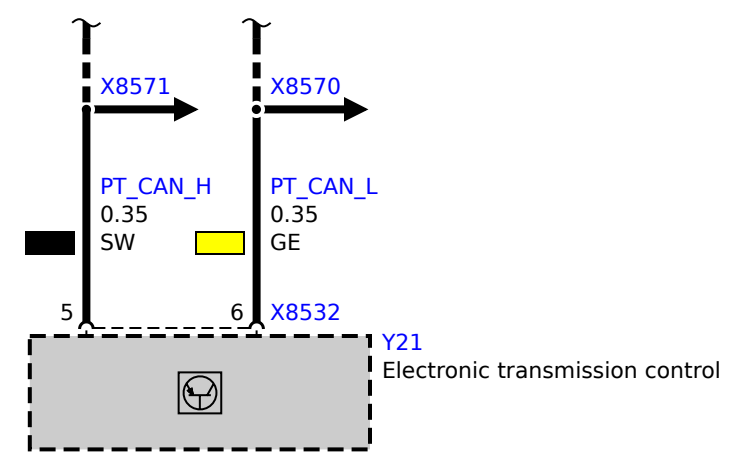 X8571
X8570
PT_CAN_H
PT_CAN_L
0.35
0.35
SW
GE
5
6
X8532
Y21
Electronic transmission control